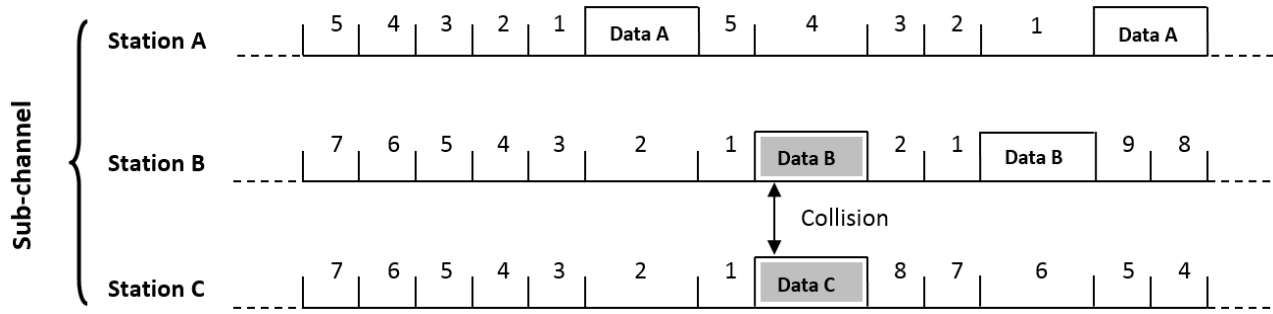 Sub-channel
Station A 5 4 3 2 1 Data A 5 4 3 2 1 Data A
Station B 7 6 5 4 3 2 1 Data B 2 1 Data B 9 8
Collision
Station C 7 6 5 4 3 2 1 Data C 8 7 6 5 4